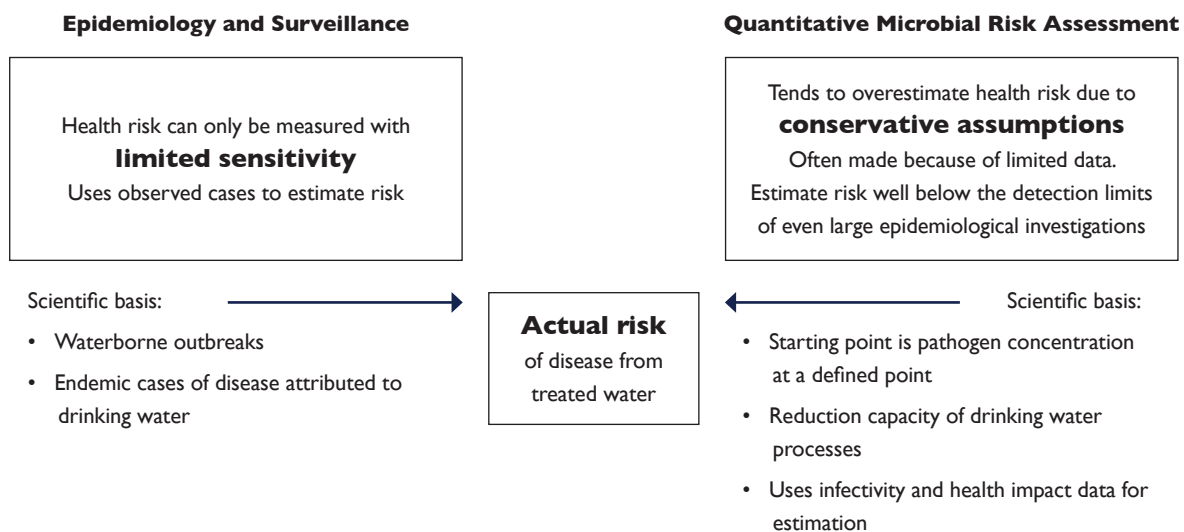 Epidemiology and Surveillance
Health risk can only be measured with
limited sensitivity
Uses observed cases to estimate risk
Scientific basis:
• Waterborne outbreaks
• Endemic cases of disease attributed to
drinking water
Actual risk
of disease from
treated water
Quantitative Microbial Risk Assessment
Tends to overestimate health risk due to
conservative assumptions
Often made because of limited data.
Estimate risk well below the detection limits
of even large epidemiological investigations
Scientific basis:
• Starting point is pathogen concentration
at a defined point
• Reduction capacity of drinking water
processes
• Uses infectivity and health impact data for
estimation